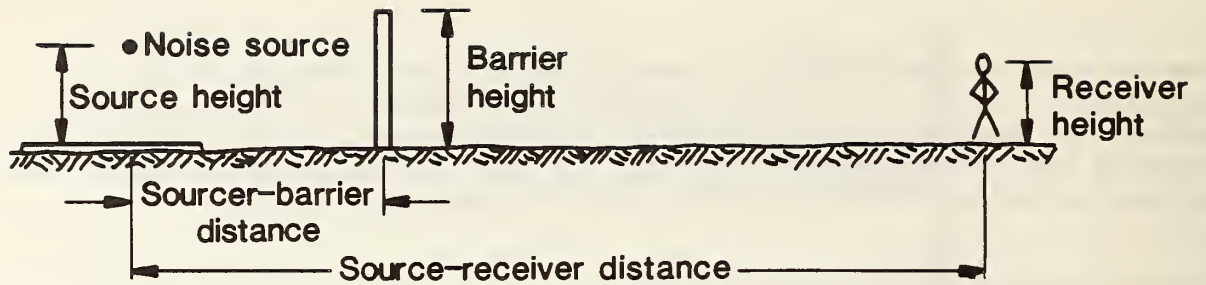 Noise source
Source height
Barrier
height
Receiver
height
Sourcer-barrier
distance
Source-receiver distance